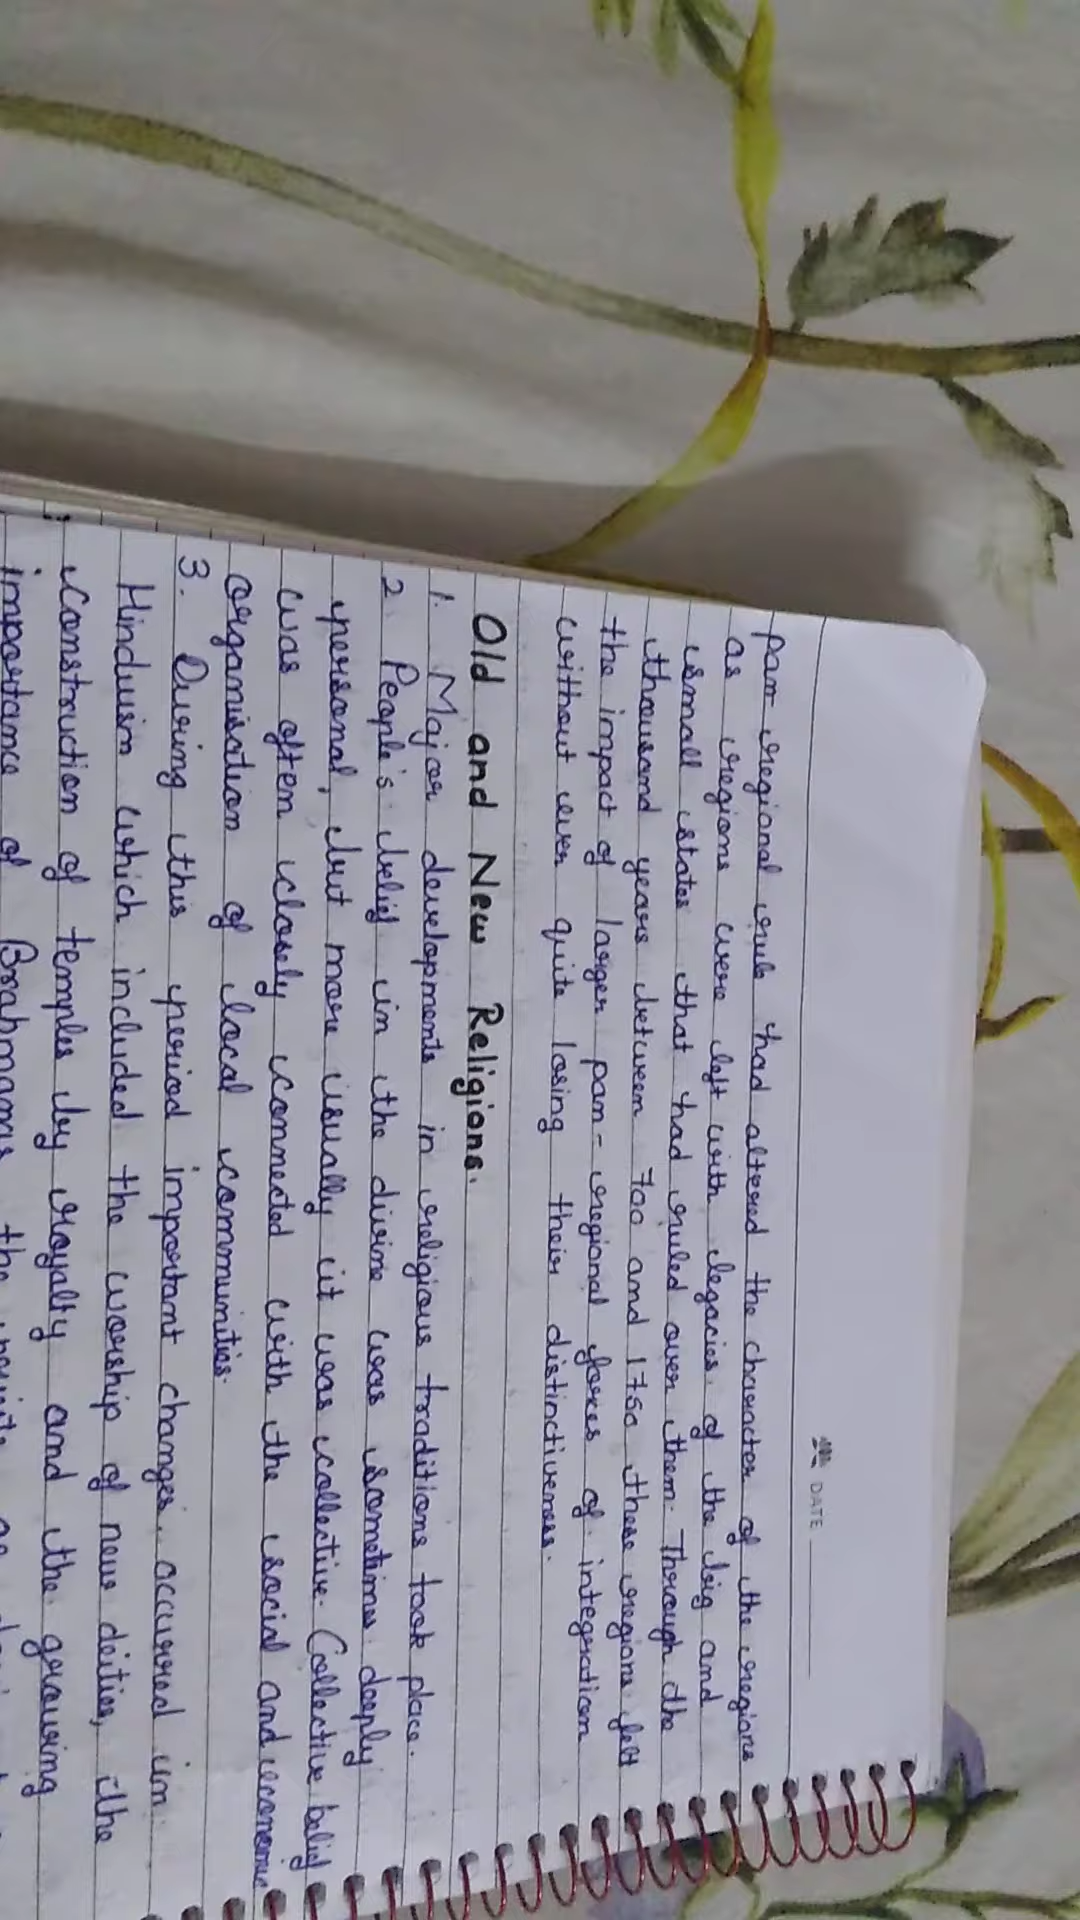 DATE
pan-regional rule had altered the character of the regions
as regions were left with legacies of the big and
small states that had ruled over them. Through the
thousand years between 700 and 1750 these regions felt
the impact of larger pan-regional forces of integration
without ever quite losing their distinctiveness.
Old and New Religions.
1. Major developments in religious traditions took place.
2. People's belief in the divine was sometimes deeply
personal, but more usually it was collective. Collective belief
was often closely connected with the social and economic
organisation of local communities.
3. During this period important changes accured in
Hinduism which included the worship of new deities, the
construction of temples by royalty and the growing
importance of Brahmanas the